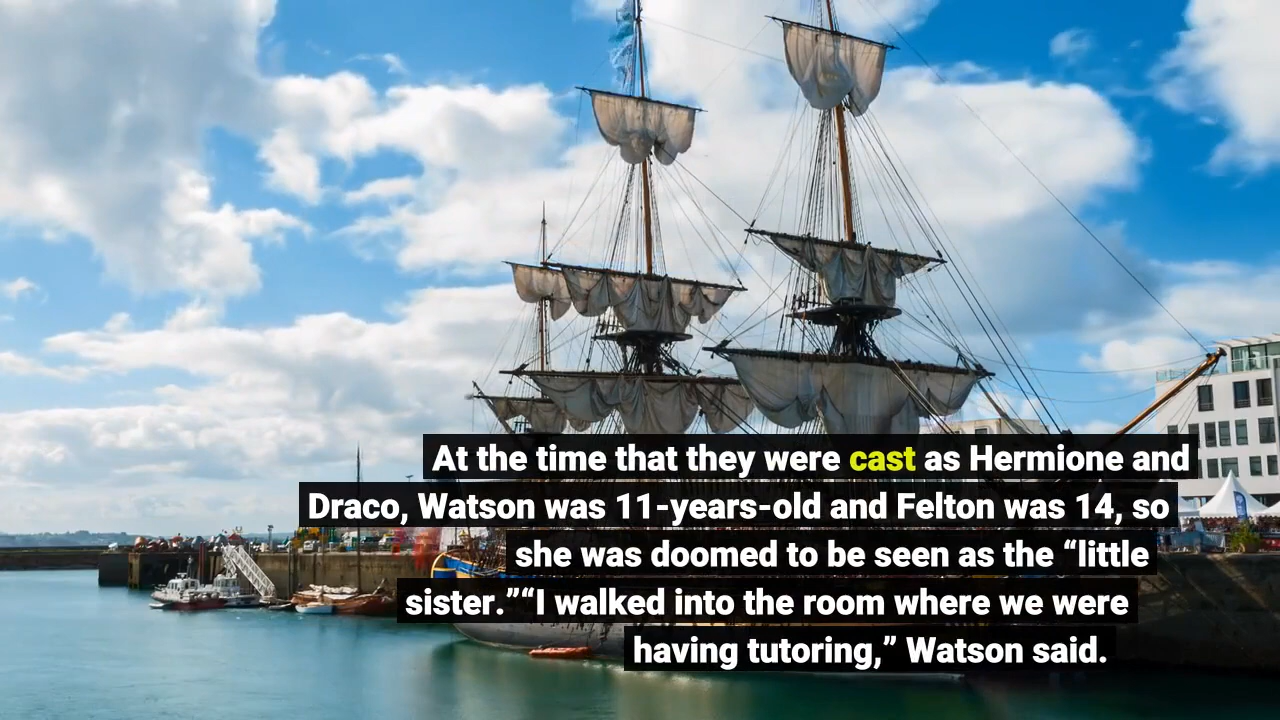 At the time that they were cast as Hermione and
Draco, Watson was 11-years-old and Felton was 14, so
she was doomed to be seen as the “little
sister.”“I walked into the room where we were
having tutoring,” Watson said.